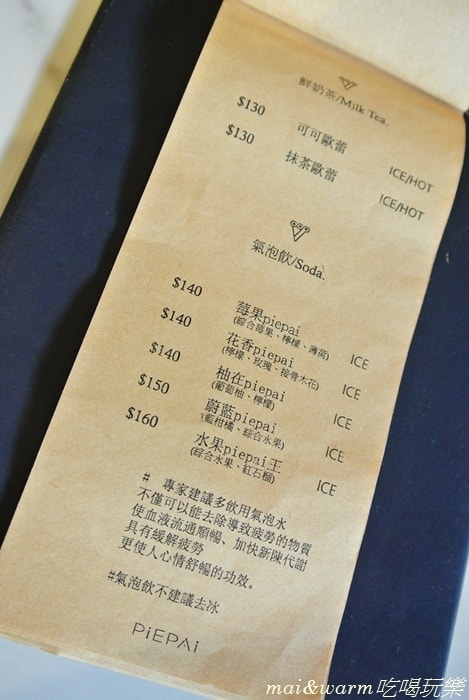 鮮奶茶/Milk Tea.
$130 可可歐蕾 ICE/HOT
$130 抹茶歐蕾 ICE/HOT
氣泡飲/Soda.
$140 莓果piepai ICE
(綜合莓果、檸檬、薄荷)
$140 花香piepai ICE
(檸檬、玫瑰、接骨木花)
$140 柚在piepai ICE
(葡萄柚、檸檬)
$150 蔚藍piepai ICE
(藍柑橘、綜合水果)
$160 水果piepai王 ICE
(綜合水果、紅石榴)
# 專家建議多飲用氣泡水
不僅可以能去除導致疲勞的物質
使血液流通順暢、加快新陳代謝
具有緩解疲勞
更使人心情舒暢的功效。
#氣泡飲不建議去冰
PiEPAi
mai&warm吃喝玩樂